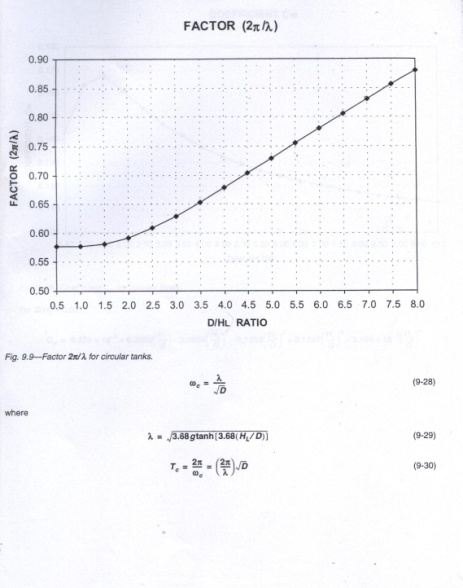 FACTOR (2π/λ)
0.90
0.85
0.80
0.75
0.70
0.65
0.60
0.55
0.50
FACTOR (2π/λ)
0.5 1.0 1.5 2.0 2.5 3.0 3.5 4.0 4.5 5.0 5.5 6.0 6.5 7.0 7.5 8.0
D/HL RATIO
Fig. 9.9—Factor 2π/λ for circular tanks.
ω_c = λ/√D (9-28)
where
λ = √3.68 g tanh[3.68(H_L/D)] (9-29)
T_c = 2π/ω_c = (2π/λ)√D (9-30)